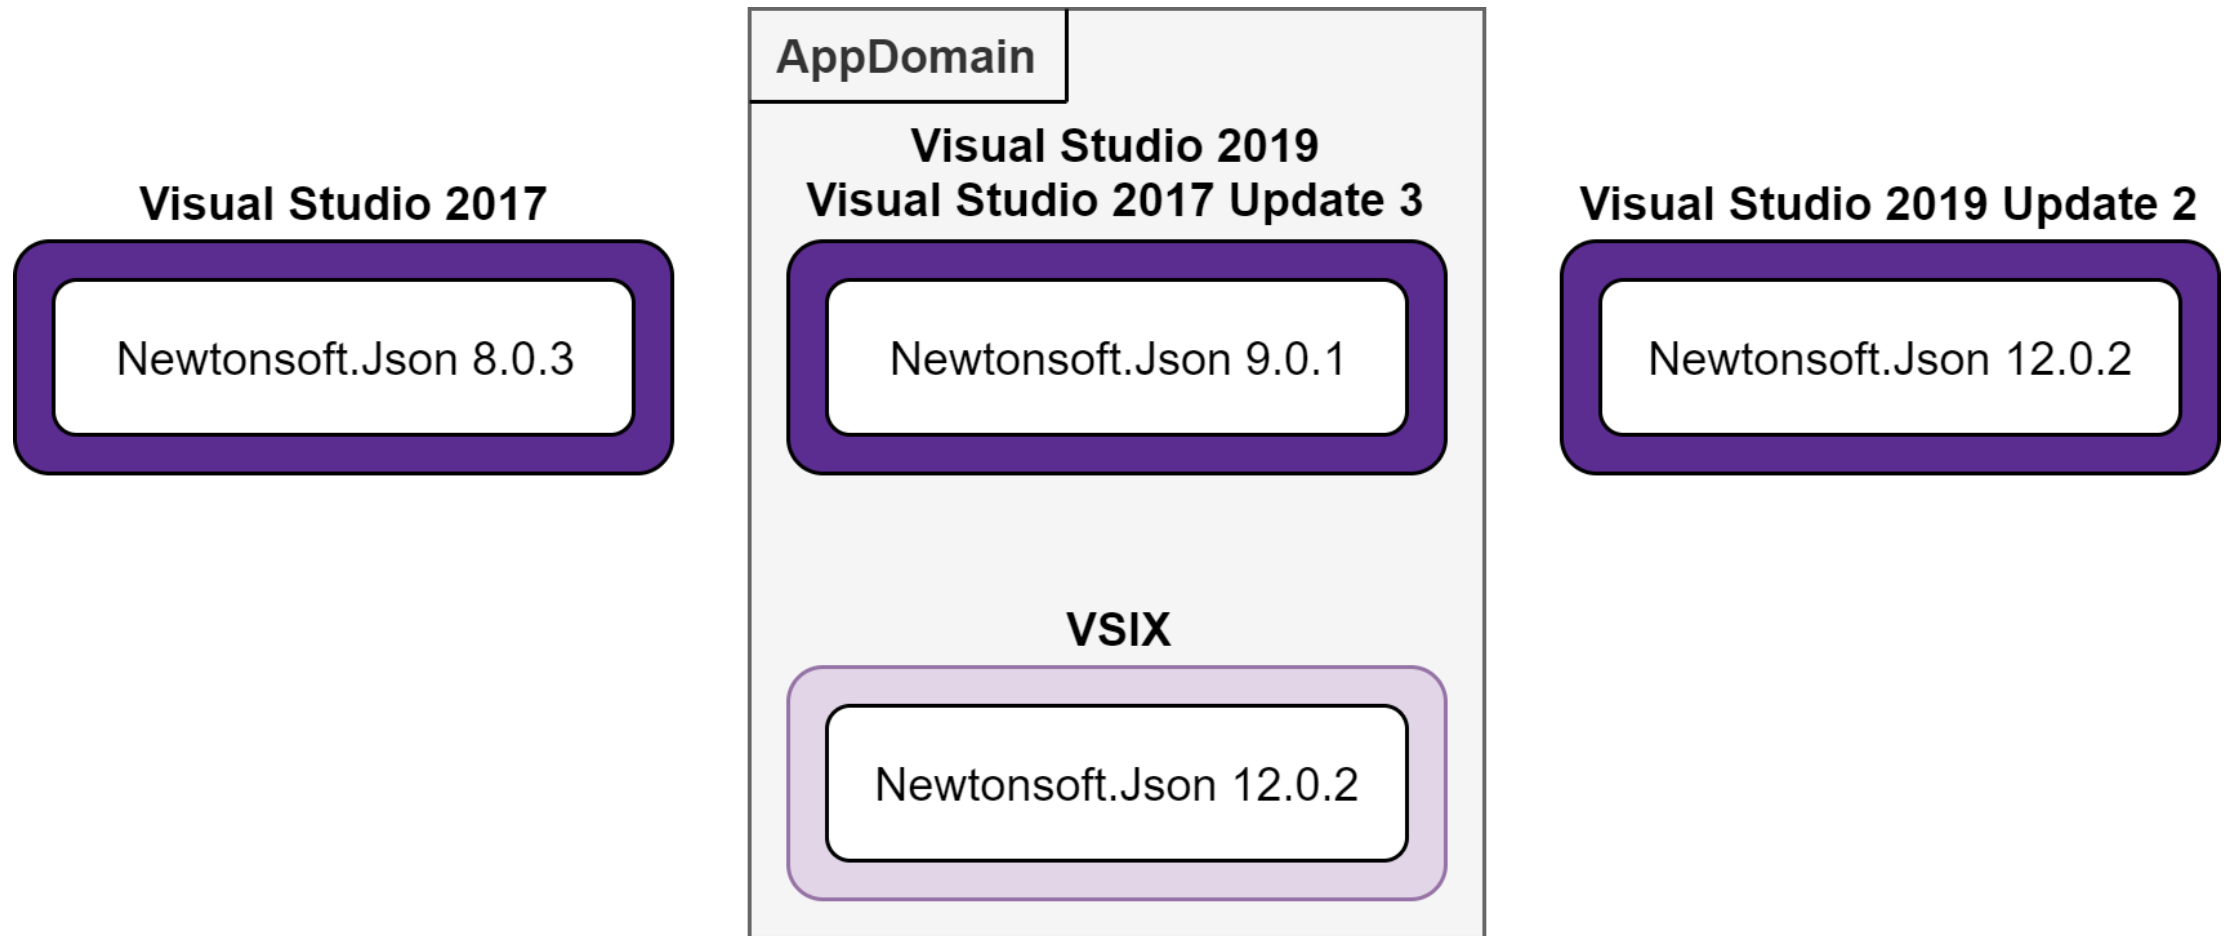 AppDomain
Visual Studio 2017
Newtonsoft.Json 8.0.3
Visual Studio 2019
Visual Studio 2017 Update 3
Newtonsoft.Json 9.0.1
Visual Studio 2019 Update 2
Newtonsoft.Json 12.0.2
VSIX
Newtonsoft.Json 12.0.2